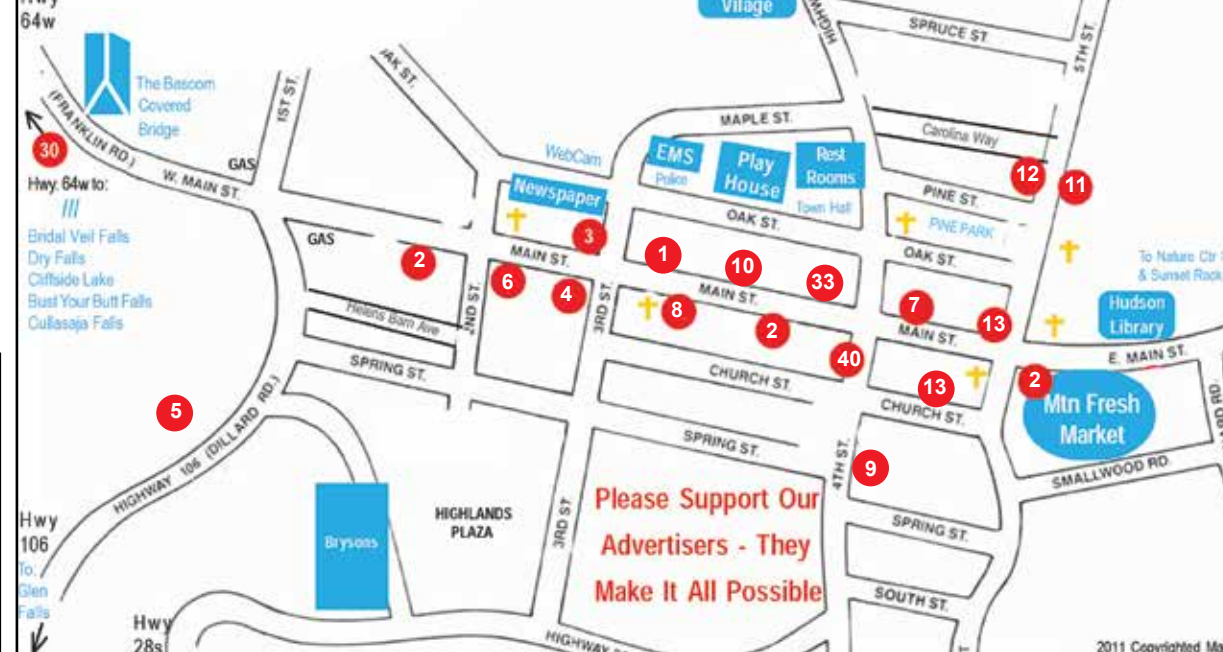 Hwy
64w
The Bascom
Covered
Bridge
(FRANKLIN RD.)
30
GAS
W. MAIN ST.
Hwy. 64w to:
Bridal Veil Falls
Dry Falls
Cliffside Lake
Bust Your Butt Falls
Cullasaja Falls
1ST ST.
OAK ST.
WebCam
Newspaper
3
GAS
2
MAIN ST.
6
4
2ND ST.
3RD ST.
Helens Barn Ave
SPRING ST.
5
HIGHWAY 106 (DILLARD RD.)
Hwy
106
To
Glen
Falls
Brysons
HIGHLANDS
PLAZA
3RD ST
Hwy
28s
HIGHWAY
Village
SPRUCE ST.
5TH ST.
MAPLE ST.
Carolina Way
EMS
Police
Play
House
Rest
Rooms
Town Hall
12
11
PINE ST.
PINE PARK
OAK ST.
OAK ST.
1
10
33
MAIN ST.
8
2
40
7
13
MAIN ST.
13
CHURCH ST.
CHURCH ST.
To Nature Ctr
& Sunset Rock
Hudson
Library
E. MAIN ST.
2
Mtn Fresh
Market
SMALLWOOD RD.
SPRING ST.
4TH ST.
9
SPRING ST.
SOUTH ST.
Please Support Our
Advertisers - They
Make It All Possible
2011 Copyrighted Ma